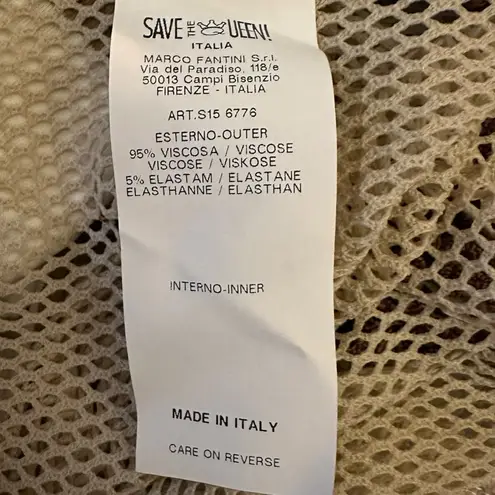 SAVE THE QUEEN!
ITALIA
MARCO FANTINI S.r.l.
Via del Paradiso, 118/e
50013 Campi Bisenzio
FIRENZE - ITALIA
ART.S15 6776
ESTERNO-OUTER
95% VISCOSA / VISCOSE
VISCOSE / VISKOSE
5% ELASTAM / ELASTANE
ELASTHANNE / ELASTHAN
INTERNO-INNER
MADE IN ITALY
CARE ON REVERSE